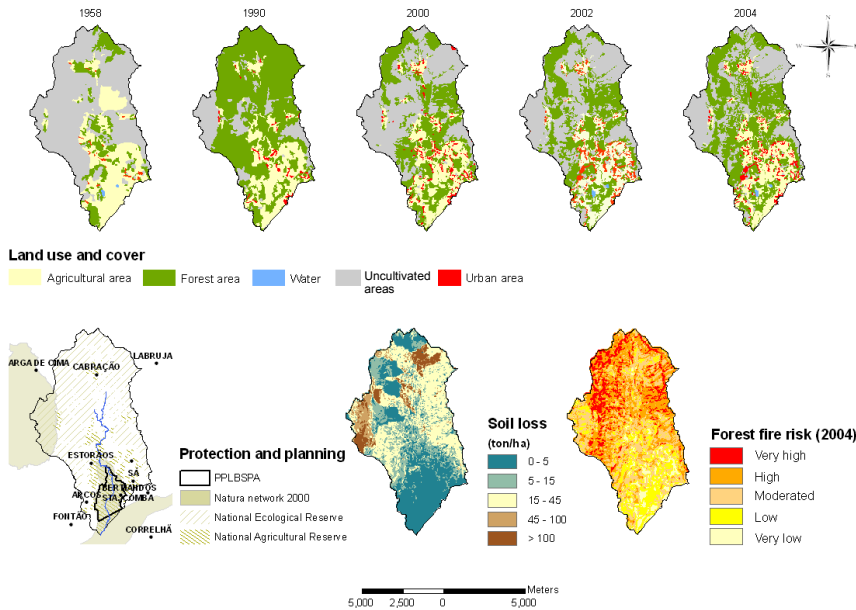 1958 1990 2000 2002 2004
N
W E
S
Land use and cover
Agricultural area Forest area Water Uncultivated areas Urban area
ARGA DE CIMA
LABRUJA
CABRAÇÃO
ESTORÃOS
SÁ
BERTIANDOS
ARCOS STA COMBA
FONTÃO
CORRELHÃ
Protection and planning
PPLBSPA
Natura network 2000
National Ecological Reserve
National Agricultural Reserve
Soil loss
(ton/ha)
0 - 5
5 - 15
15 - 45
45 - 100
> 100
Forest fire risk (2004)
Very high
High
Moderated
Low
Very low
Meters
5,000 2,500 0 5,000